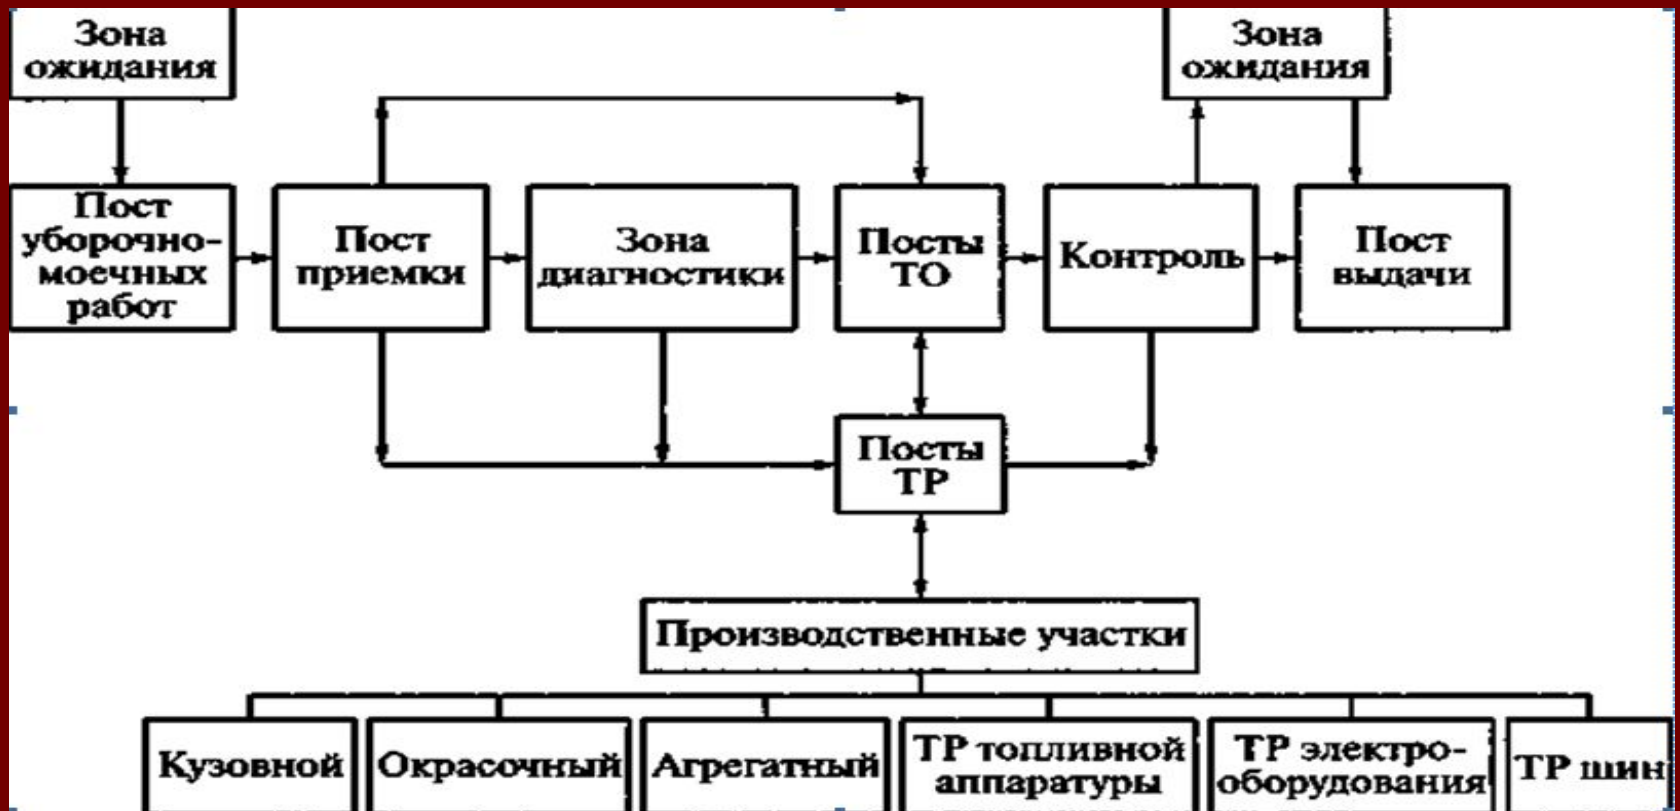 Зона
ожидания
Зона
ожидания
Пост
уборочно-
моечных
работ
Пост
приемки
Зона
диагностики
Посты
ТО
Контроль
Пост
выдачи
Посты
ТР
Производственные участки
Кузовной
Окрасочный
Агрегатный
ТР топливной
аппаратуры
ТР электро-
оборудования
ТР шин